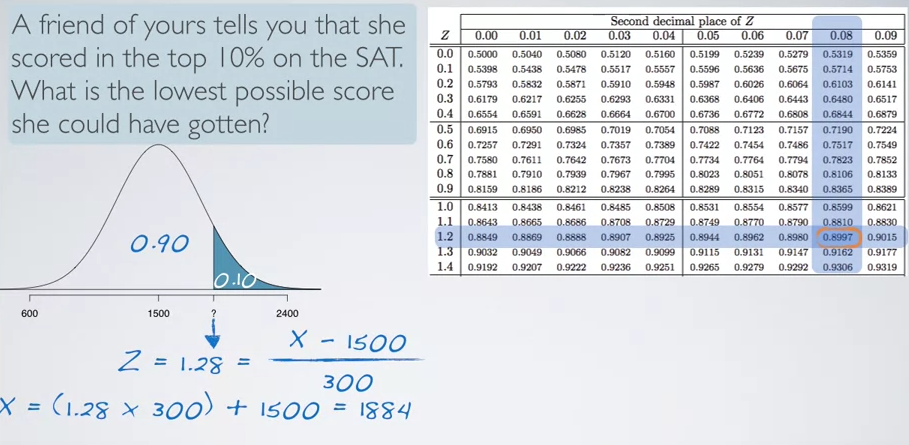 A friend of yours tells you that she
scored in the top 10% on the SAT.
What is the lowest possible score
she could have gotten?
0.90
0.10
600 1500 ? 2400
Z = 1.28 = X - 1500
300
X = (1.28 x 300) + 1500 = 1884
Second decimal place of Z
Z 0.00 0.01 0.02 0.03 0.04 0.05 0.06 0.07 0.08 0.09
0.0 0.5000 0.5040 0.5080 0.5120 0.5160 0.5199 0.5239 0.5279 0.5319 0.5359
0.1 0.5398 0.5438 0.5478 0.5517 0.5557 0.5596 0.5636 0.5675 0.5714 0.5753
0.2 0.5793 0.5832 0.5871 0.5910 0.5948 0.5987 0.6026 0.6064 0.6103 0.6141
0.3 0.6179 0.6217 0.6255 0.6293 0.6331 0.6368 0.6406 0.6443 0.6480 0.6517
0.4 0.6554 0.6591 0.6628 0.6664 0.6700 0.6736 0.6772 0.6808 0.6844 0.6879
0.5 0.6915 0.6950 0.6985 0.7019 0.7054 0.7088 0.7123 0.7157 0.7190 0.7224
0.6 0.7257 0.7291 0.7324 0.7357 0.7389 0.7422 0.7454 0.7486 0.7517 0.7549
0.7 0.7580 0.7611 0.7642 0.7673 0.7704 0.7734 0.7764 0.7794 0.7823 0.7852
0.8 0.7881 0.7910 0.7939 0.7967 0.7995 0.8023 0.8051 0.8078 0.8106 0.8133
0.9 0.8159 0.8186 0.8212 0.8238 0.8264 0.8289 0.8315 0.8340 0.8365 0.8389
1.0 0.8413 0.8438 0.8461 0.8485 0.8508 0.8531 0.8554 0.8577 0.8599 0.8621
1.1 0.8643 0.8665 0.8686 0.8708 0.8729 0.8749 0.8770 0.8790 0.8810 0.8830
1.2 0.8849 0.8869 0.8888 0.8907 0.8925 0.8944 0.8962 0.8980 0.8997 0.9015
1.3 0.9032 0.9049 0.9066 0.9082 0.9099 0.9115 0.9131 0.9147 0.9162 0.9177
1.4 0.9192 0.9207 0.9222 0.9236 0.9251 0.9265 0.9279 0.9292 0.9306 0.9319